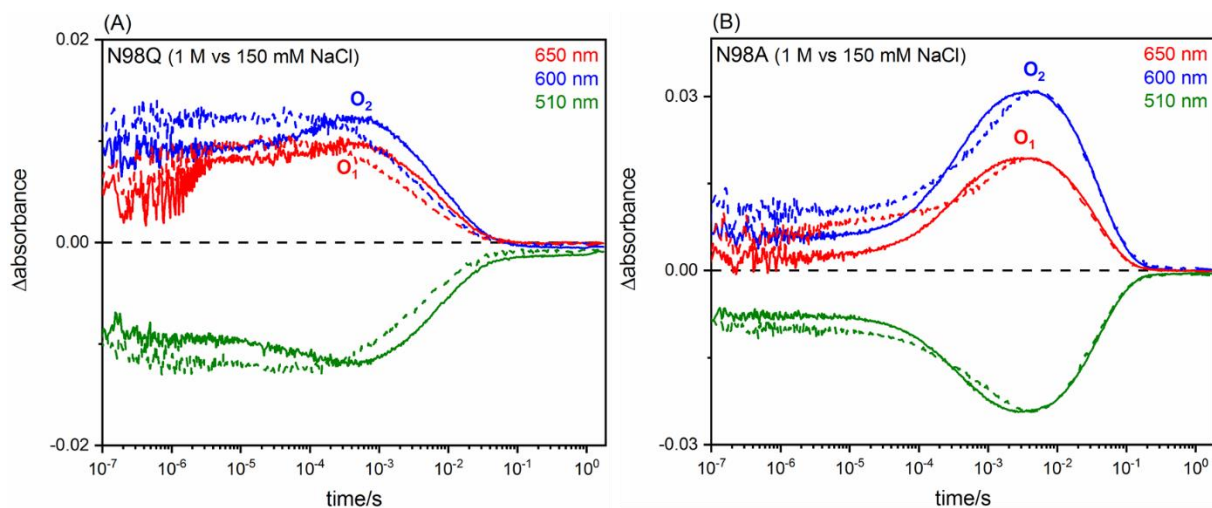 (A)
N98Q (1 M vs 150 mM NaCl)
650 nm
600 nm
510 nm
O₂
O₁
0.02
0.00
-0.02
Δabsorbance
10⁻⁷ 10⁻⁶ 10⁻⁵ 10⁻⁴ 10⁻³ 10⁻² 10⁻¹ 10⁰
time/s
(B)
N98A (1 M vs 150 mM NaCl)
650 nm
600 nm
510 nm
O₂
O₁
0.03
0.00
-0.03
Δabsorbance
10⁻⁷ 10⁻⁶ 10⁻⁵ 10⁻⁴ 10⁻³ 10⁻² 10⁻¹ 10⁰
time/s